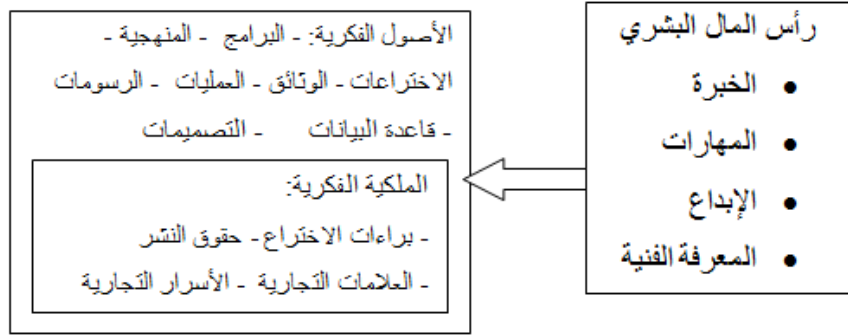 رأس المال البشري
• الخبرة
• المهارات
• الإبداع
• المعرفة الفنية
الأصول الفكرية: - البرامج - المنهجية -
الاختراعات - الوثائق - العمليات - الرسومات
- قاعدة البيانات - التصميمات
الملكية الفكرية:
- براءات الاختراع - حقوق النشر
- العلامات التجارية - الأسرار التجارية